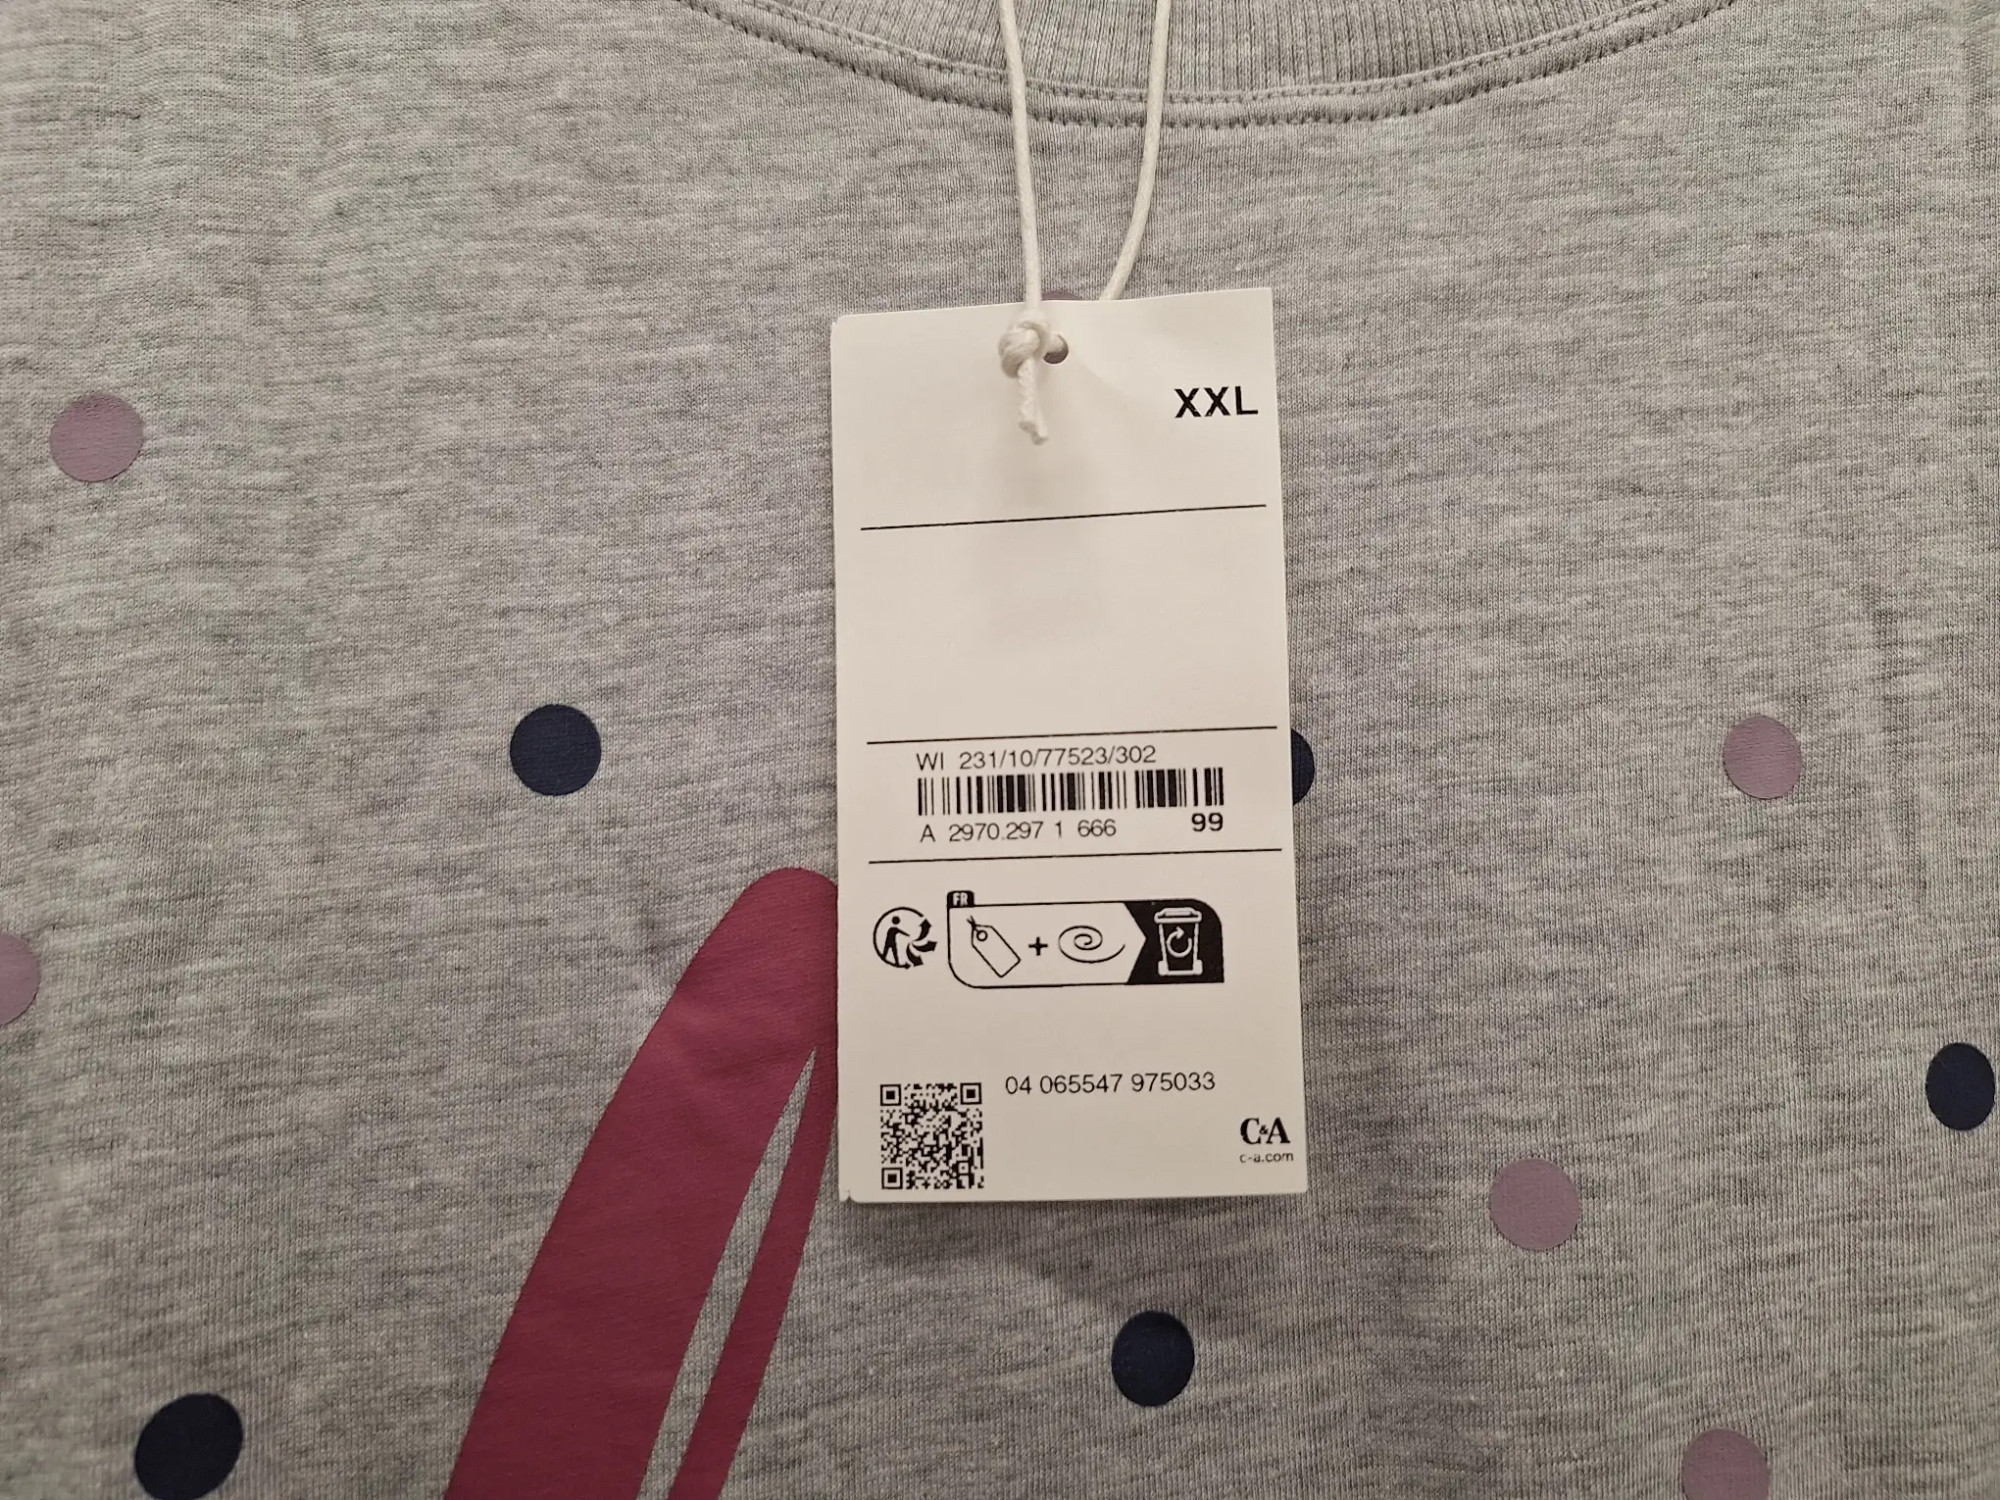 XXL
WI 231/10/77523/302
A 2970.297 1 666 99
FR
04 065547 975033
C&A
c-a.com